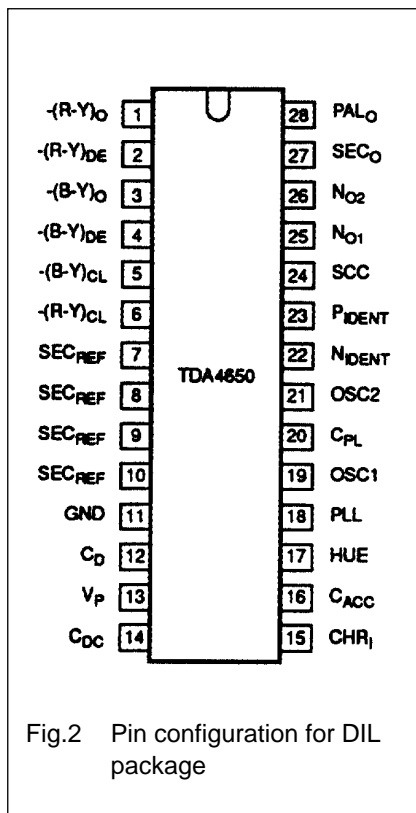 -(R-Y)O 1 28 PALO
-(R-Y)DE 2 27 SECO
-(B-Y)O 3 26 NO2
-(B-Y)DE 4 25 NO1
-(B-Y)CL 5 24 SCC
-(R-Y)CL 6 23 PIDENT
SECREF 7 22 NIDENT
TDA4650
SECREF 8 21 OSC2
SECREF 9 20 CPL
SECREF 10 19 OSC1
GND 11 18 PLL
CD 12 17 HUE
VP 13 16 CACC
CDC 14 15 CHRI
Fig.2 Pin configuration for DIL
package